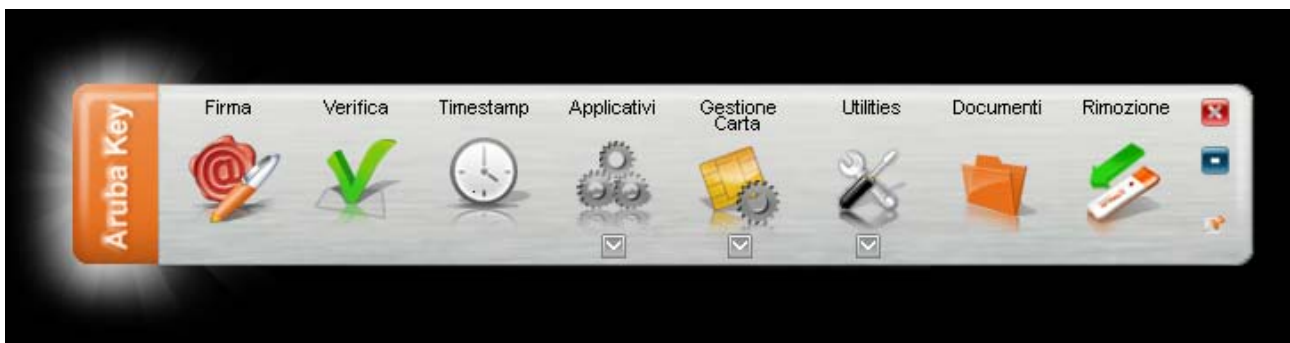 Aruba Key
Firma
Verifica
Timestamp
Applicativi
Gestione
Carta
Utilities
Documenti
Rimozione